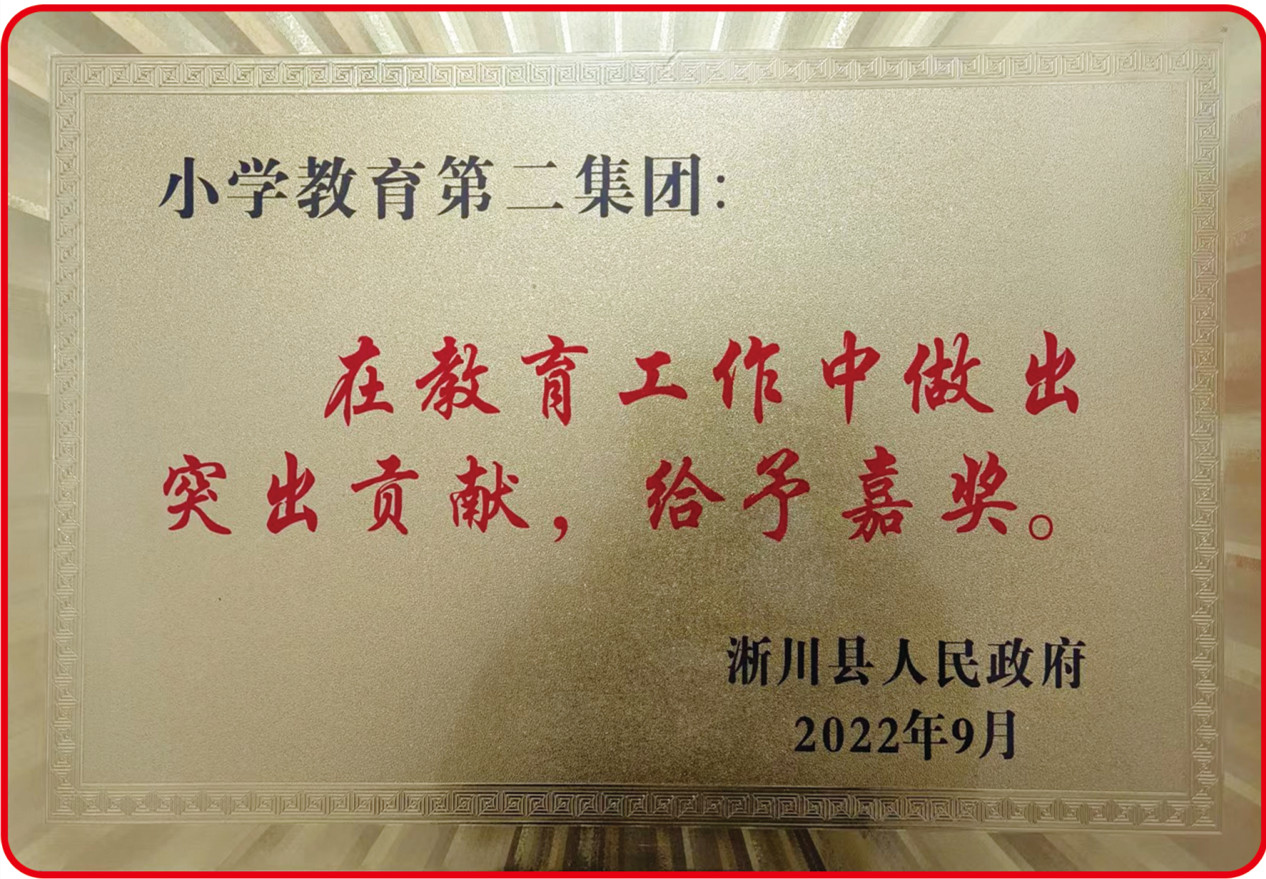 小学教育第二集团：
在教育工作中做出
突出贡献，给予嘉奖。
淅川县人民政府
2022年9月